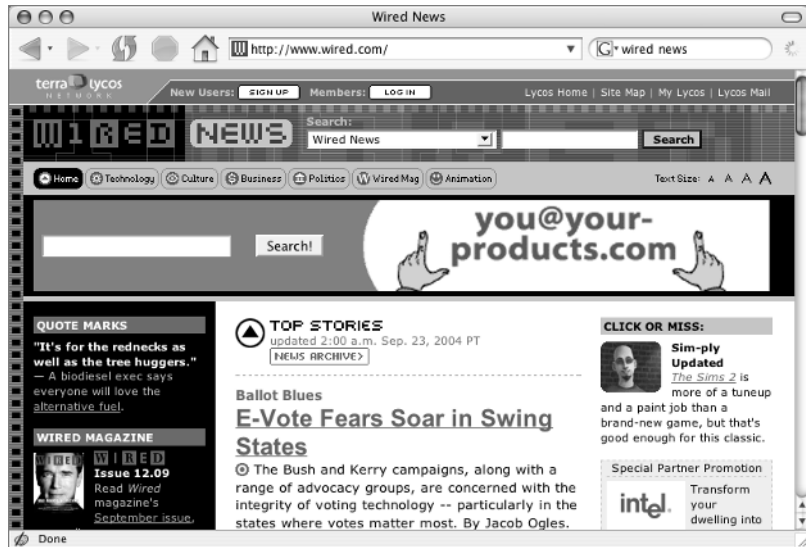 Wired News
http://www.wired.com/
G wired news
terra lycos
NETWORK
New Users: SIGN UP Members: LOG IN
Lycos Home | Site Map | My Lycos | Lycos Mail
WIRED NEWS
Search:
Wired News
Search
Home
Technology
Culture
Business
Politics
Wired Mag
Animation
Text Size: A A A A
Search!
you@your-
products.com
QUOTE MARKS
"It's for the rednecks as
well as the tree huggers."
— A biodiesel exec says
everyone will love the
alternative fuel.
WIRED MAGAZINE
WIRED
WIRED
Issue 12.09
Read Wired
magazine's
September issue,
TOP STORIES
updated 2:00 a.m. Sep. 23, 2004 PT
NEWS ARCHIVE>
Ballot Blues
E-Vote Fears Soar in Swing
States
The Bush and Kerry campaigns, along with a
range of advocacy groups, are concerned with the
integrity of voting technology -- particularly in the
states where votes matter most. By Jacob Ogles.
CLICK OR MISS:
Sim-ply
Updated
The Sims 2 is
more of a tuneup
and a paint job than a
brand-new game, but that's
good enough for this classic.
Special Partner Promotion
intel.
Transform
your
dwelling into
Done